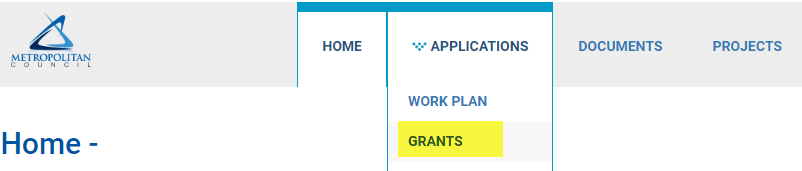 METROPOLITAN
COUNCIL
HOME
APPLICATIONS
DOCUMENTS
PROJECTS
WORK PLAN
GRANTS
Home -